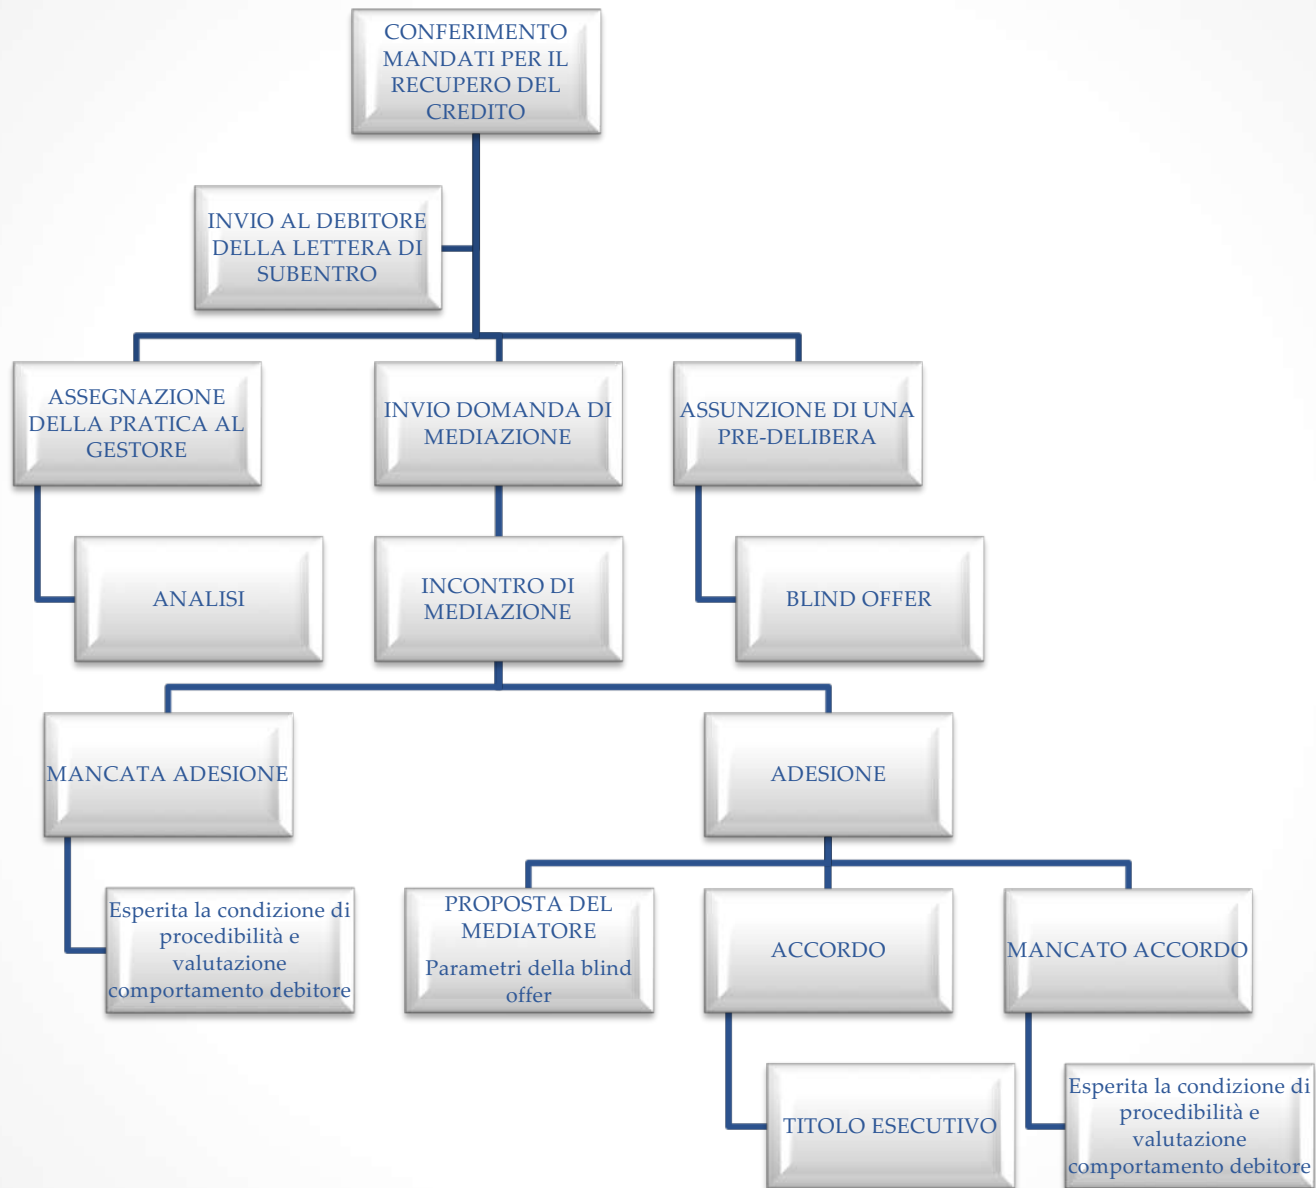 CONFERIMENTO
MANDATI PER IL
RECUPERO DEL
CREDITO
INVIO AL DEBITORE
DELLA LETTERA DI
SUBENTRO
ASSEGNAZIONE
DELLA PRATICA AL
GESTORE
INVIO DOMANDA DI
MEDIAZIONE
ASSUNZIONE DI UNA
PRE-DELIBERA
ANALISI
INCONTRO DI
MEDIAZIONE
BLIND OFFER
MANCATA ADESIONE
ADESIONE
Esperita la condizione di
procedibilità e
valutazione
comportamento debitore
PROPOSTA DEL
MEDIATORE
Parametri della blind
offer
ACCORDO
MANCATO ACCORDO
TITOLO ESECUTIVO
Esperita la condizione di
procedibilità e
valutazione
comportamento debitore